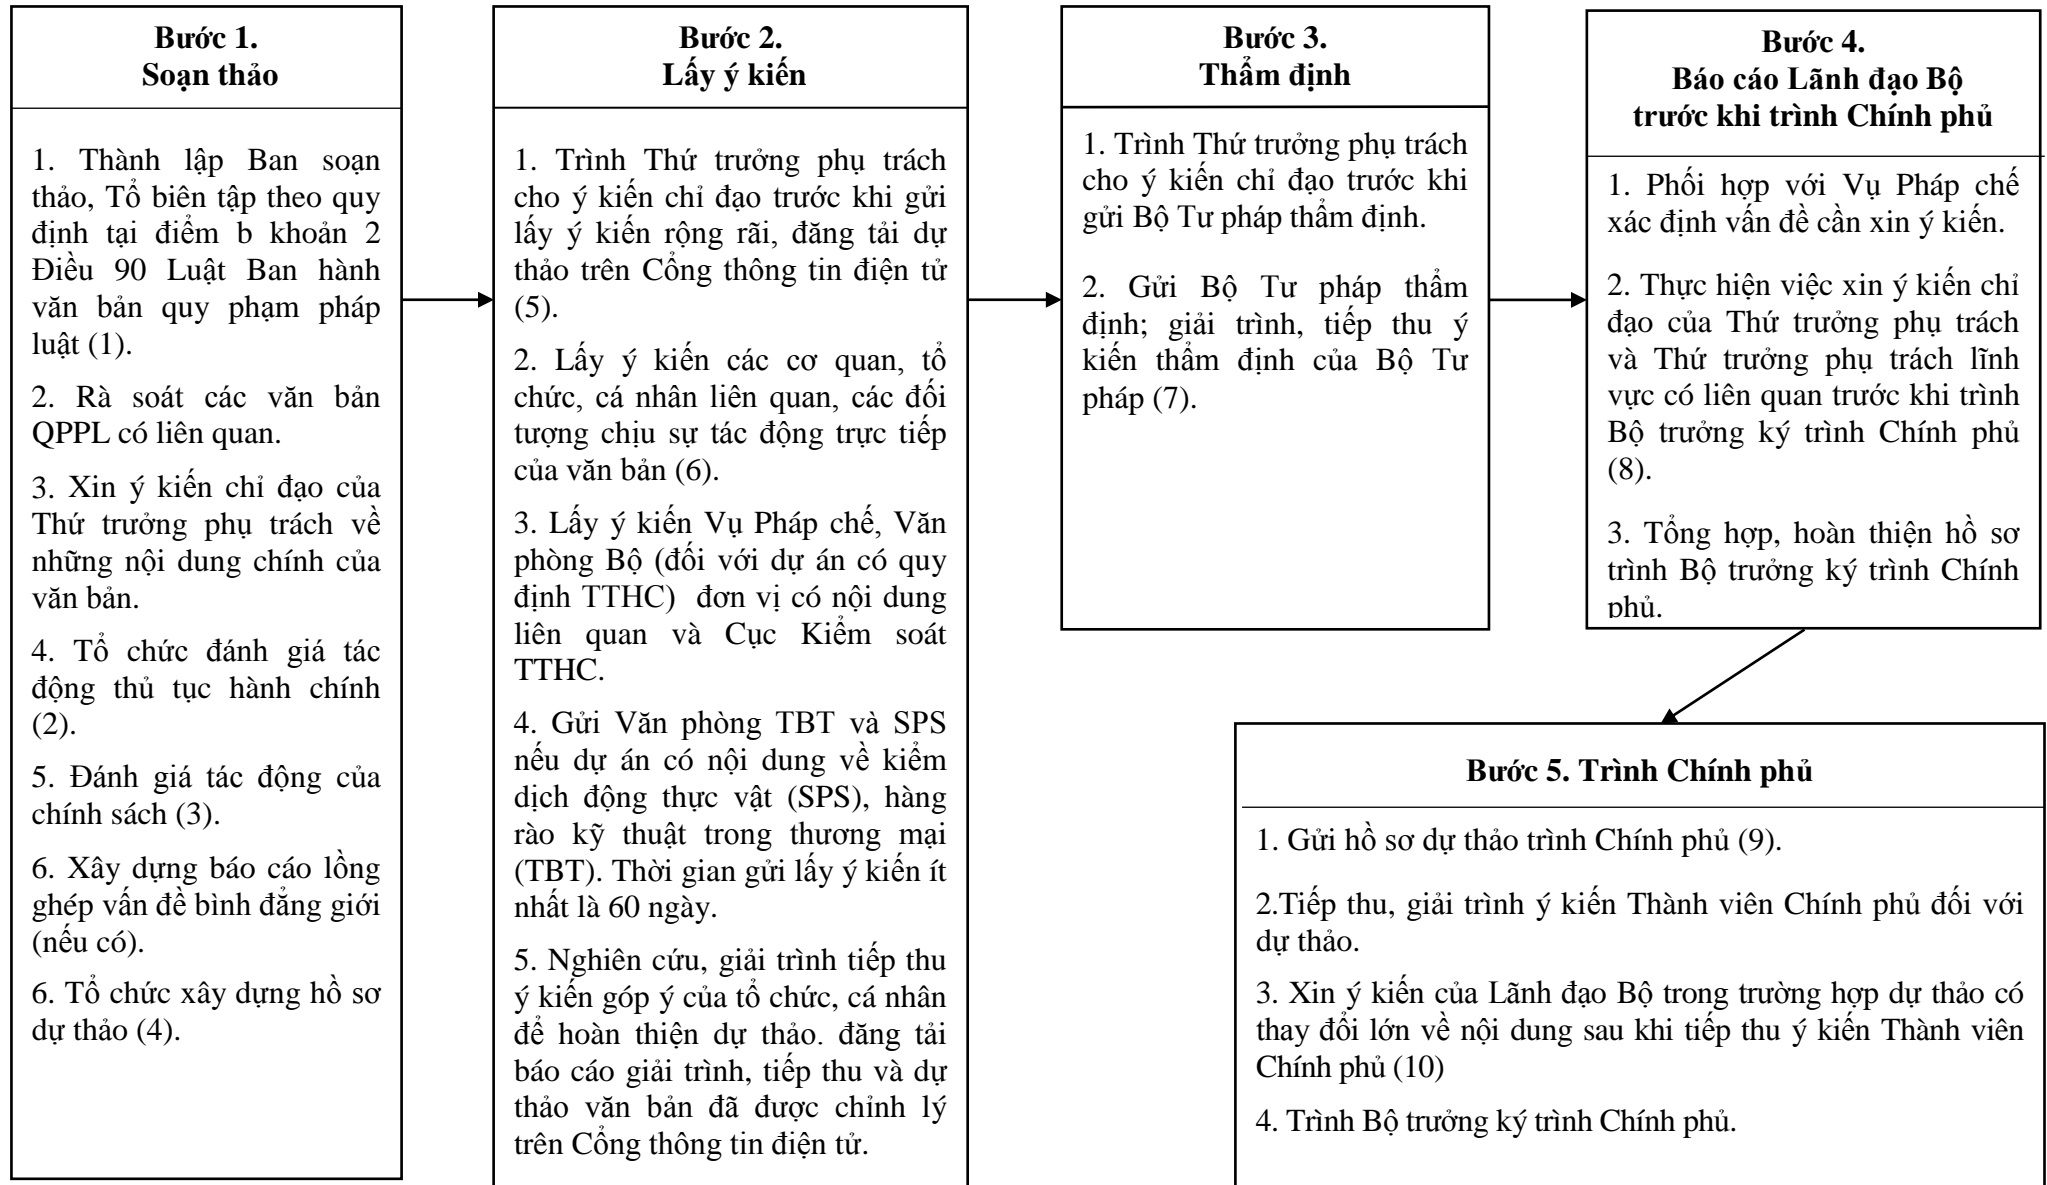 Bước 1.
Soạn thảo
1. Thành lập Ban soạn
thảo, Tổ biên tập theo quy
định tại điểm b khoản 2
Điều 90 Luật Ban hành
văn bản quy phạm pháp
luật (1).
2. Rà soát các văn bản
QPPL có liên quan.
3. Xin ý kiến chỉ đạo của
Thứ trưởng phụ trách về
những nội dung chính của
văn bản.
4. Tổ chức đánh giá tác
động thủ tục hành chính
(2).
5. Đánh giá tác động của
chính sách (3).
6. Xây dựng báo cáo lồng
ghép vấn đề bình đẳng giới
(nếu có).
6. Tổ chức xây dựng hồ sơ
dự thảo (4).
Bước 2.
Lấy ý kiến
1. Trình Thứ trưởng phụ trách
cho ý kiến chỉ đạo trước khi gửi
lấy ý kiến rộng rãi, đăng tải dự
thảo trên Cổng thông tin điện tử
(5).
2. Lấy ý kiến các cơ quan, tổ
chức, cá nhân liên quan, các đối
tượng chịu sự tác động trực tiếp
của văn bản (6).
3. Lấy ý kiến Vụ Pháp chế, Văn
phòng Bộ (đối với dự án có quy
định TTHC) đơn vị có nội dung
liên quan và Cục Kiểm soát
TTHC.
4. Gửi Văn phòng TBT và SPS
nếu dự án có nội dung về kiểm
dịch động thực vật (SPS), hàng
rào kỹ thuật trong thương mại
(TBT). Thời gian gửi lấy ý kiến ít
nhất là 60 ngày.
5. Nghiên cứu, giải trình tiếp thu
ý kiến góp ý của tổ chức, cá nhân
để hoàn thiện dự thảo. đăng tải
báo cáo giải trình, tiếp thu và dự
thảo văn bản đã được chỉnh lý
trên Cổng thông tin điện tử.
Bước 3.
Thẩm định
1. Trình Thứ trưởng phụ trách
cho ý kiến chỉ đạo trước khi
gửi Bộ Tư pháp thẩm định.
2. Gửi Bộ Tư pháp thẩm
định; giải trình, tiếp thu ý
kiến thẩm định của Bộ Tư
pháp (7).
Bước 4.
Báo cáo Lãnh đạo Bộ
trước khi trình Chính phủ
1. Phối hợp với Vụ Pháp chế
xác định vấn đề cần xin ý kiến.
2. Thực hiện việc xin ý kiến chỉ
đạo của Thứ trưởng phụ trách
và Thứ trưởng phụ trách lĩnh
vực có liên quan trước khi trình
Bộ trưởng ký trình Chính phủ
(8).
3. Tổng hợp, hoàn thiện hồ sơ
trình Bộ trưởng ký trình Chính
phủ.
Bước 5. Trình Chính phủ
1. Gửi hồ sơ dự thảo trình Chính phủ (9).
2.Tiếp thu, giải trình ý kiến Thành viên Chính phủ đối với
dự thảo.
3. Xin ý kiến của Lãnh đạo Bộ trong trường hợp dự thảo có
thay đổi lớn về nội dung sau khi tiếp thu ý kiến Thành viên
Chính phủ (10)
4. Trình Bộ trưởng ký trình Chính phủ.